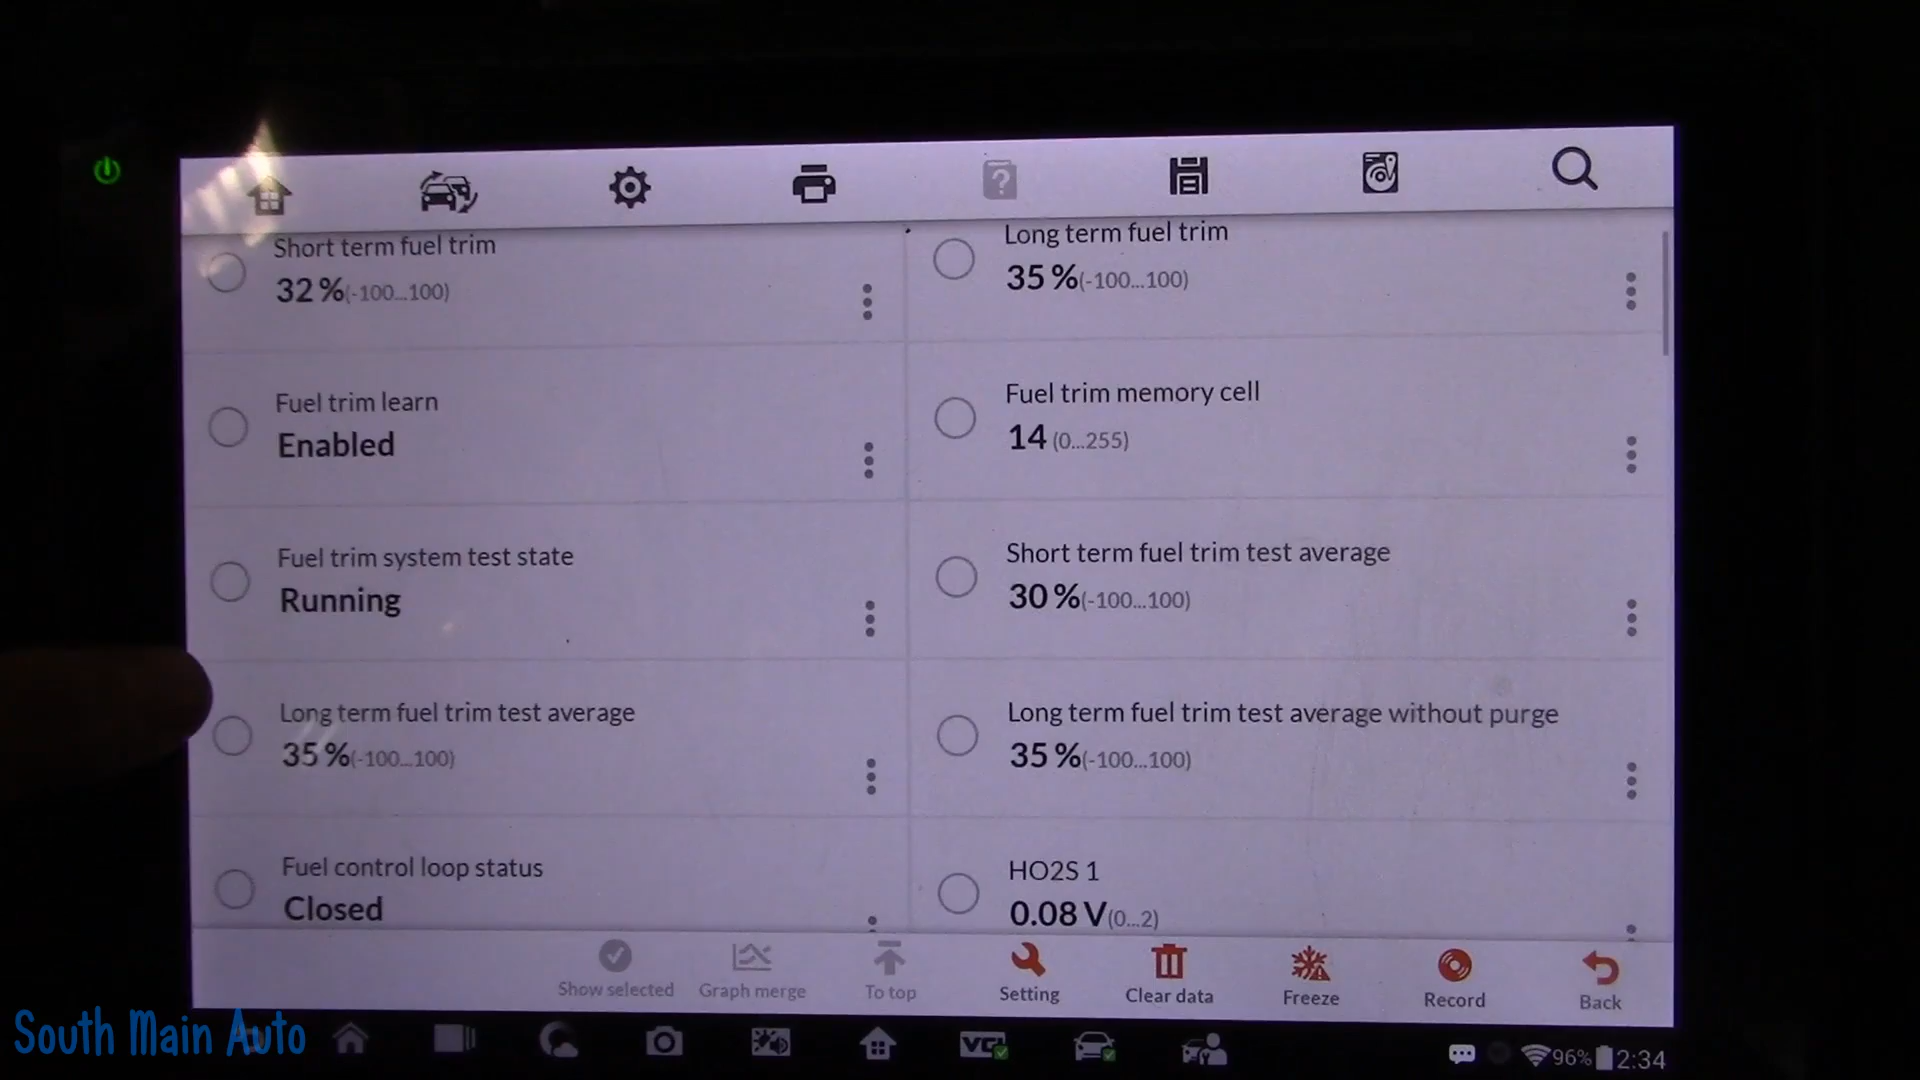 Short term fuel trim
32 %(-100...100)
Long term fuel trim
35 %(-100...100)
Fuel trim learn
Enabled
Fuel trim memory cell
14 (0...255)
Fuel trim system test state
Running
Short term fuel trim test average
30 %(-100...100)
Long term fuel trim test average
35 %(-100...100)
Long term fuel trim test average without purge
35 %(-100...100)
Fuel control loop status
Closed
HO2S 1
0.08 V(0...2)
Show selected
Graph merge
To top
Setting
Clear data
Freeze
Record
Back
South Main Auto
VCI
96%
2:34